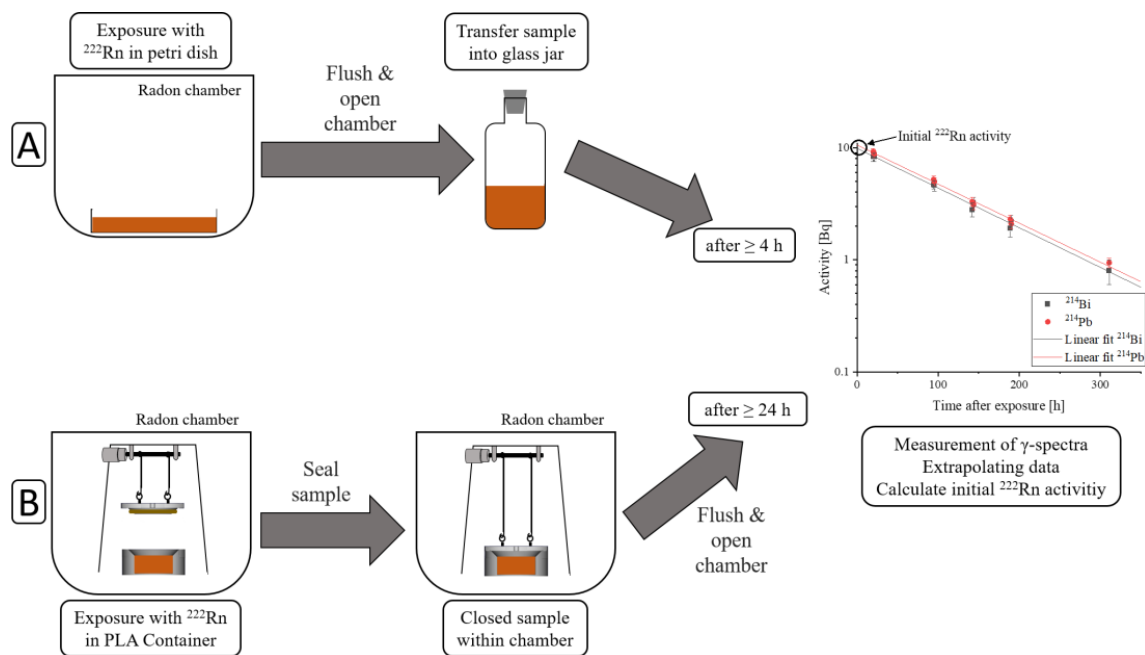 A
Exposure with
²²²Rn in petri dish
Radon chamber
Flush &
open
chamber
Transfer sample
into glass jar
after ≥ 4 h
B
Radon chamber
Exposure with ²²²Rn
in PLA Container
Seal
sample
Radon chamber
Closed sample
within chamber
Flush &
open
chamber
after ≥ 24 h
Initial ²²²Rn activity
Activity [Bq]
10
1
0.1
0
100
200
300
Time after exposure [h]
²¹⁴Bi
²¹⁴Pb
Linear fit ²¹⁴Bi
Linear fit ²¹⁴Pb
Measurement of γ-spectra
Extrapolating data
Calculate initial ²²²Rn activitiy